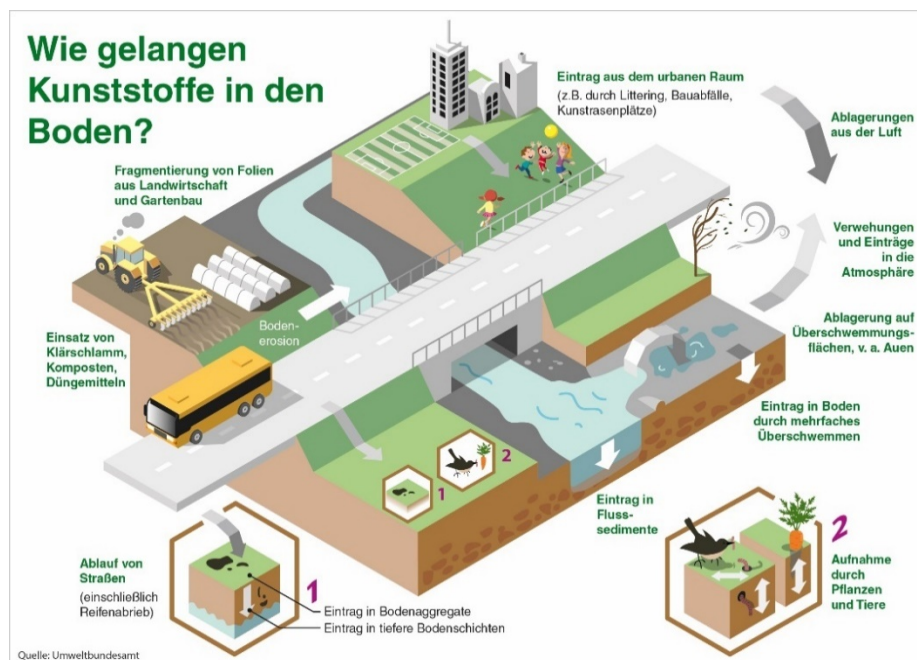 Wie gelangen
Kunststoffe in den
Boden?
Eintrag aus dem urbanen Raum
(z.B. durch Littering, Bauabfälle,
Kunstrasenplätze)
Ablagerungen
aus der Luft
Fragmentierung von Folien
aus Landwirtschaft
und Gartenbau
Verwehungen
und Einträge
in die
Atmosphäre
Boden-
erosion
Einsatz von
Klärschlamm,
Komposten,
Düngemitteln
Ablagerung auf
Überschwemmungs-
flächen, v. a. Auen
Eintrag in Boden
durch mehrfaches
Überschwemmen
2
1
Eintrag in
Fluss-
sedimente
Ablauf von
Straßen
(einschließlich
Reifenabrieb)
1
Eintrag in Bodenaggregate
Eintrag in tiefere Bodenschichten
2
Aufnahme
durch
Pflanzen
und Tiere
Quelle: Umweltbundesamt